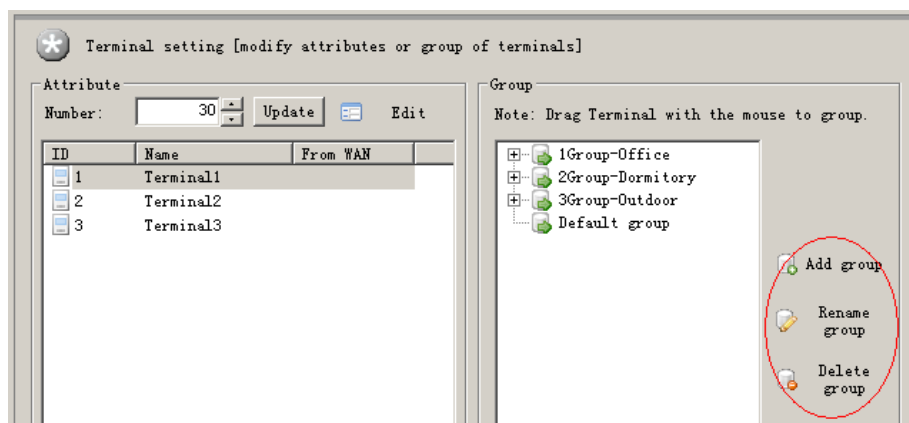 Terminal setting [modify attributes or group of terminals]
Attribute
Number: 30 Update Edit
ID Name From WAN
1 Terminal1
2 Terminal2
3 Terminal3
Group
Note: Drag Terminal with the mouse to group.
1Group-Office
2Group-Dormitory
3Group-Outdoor
Default group
Add group
Rename
group
Delete
group